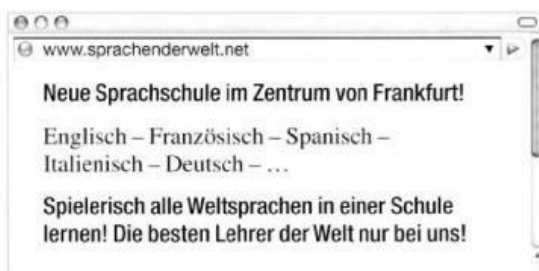 www.sprachenderwelt.net
Neue Sprachschule im Zentrum von Frankfurt!
Englisch – Französisch – Spanisch –
Italienisch – Deutsch – …
Spielerisch alle Weltsprachen in einer Schule
lernen! Die besten Lehrer der Welt nur bei uns!